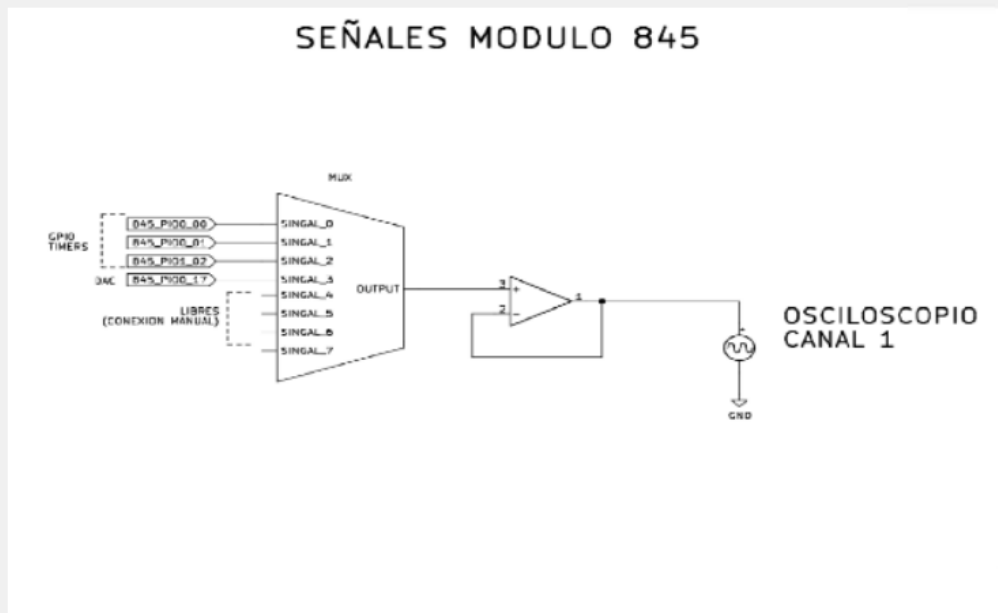 SEÑALES MODULO 845
MUX
GPIO
TIMERS
845_PIO0_00
845_PIO0_01
845_PIO1_02
DAC
845_PIO0_17
LIBRES
(CONEXION MANUAL)
SINGAL_0
SINGAL_1
SINGAL_2
SINGAL_3
SINGAL_4
SINGAL_5
SINGAL_6
SINGAL_7
OUTPUT
3
+
2
-
1
+
OSCILOSCOPIO
CANAL 1
GND